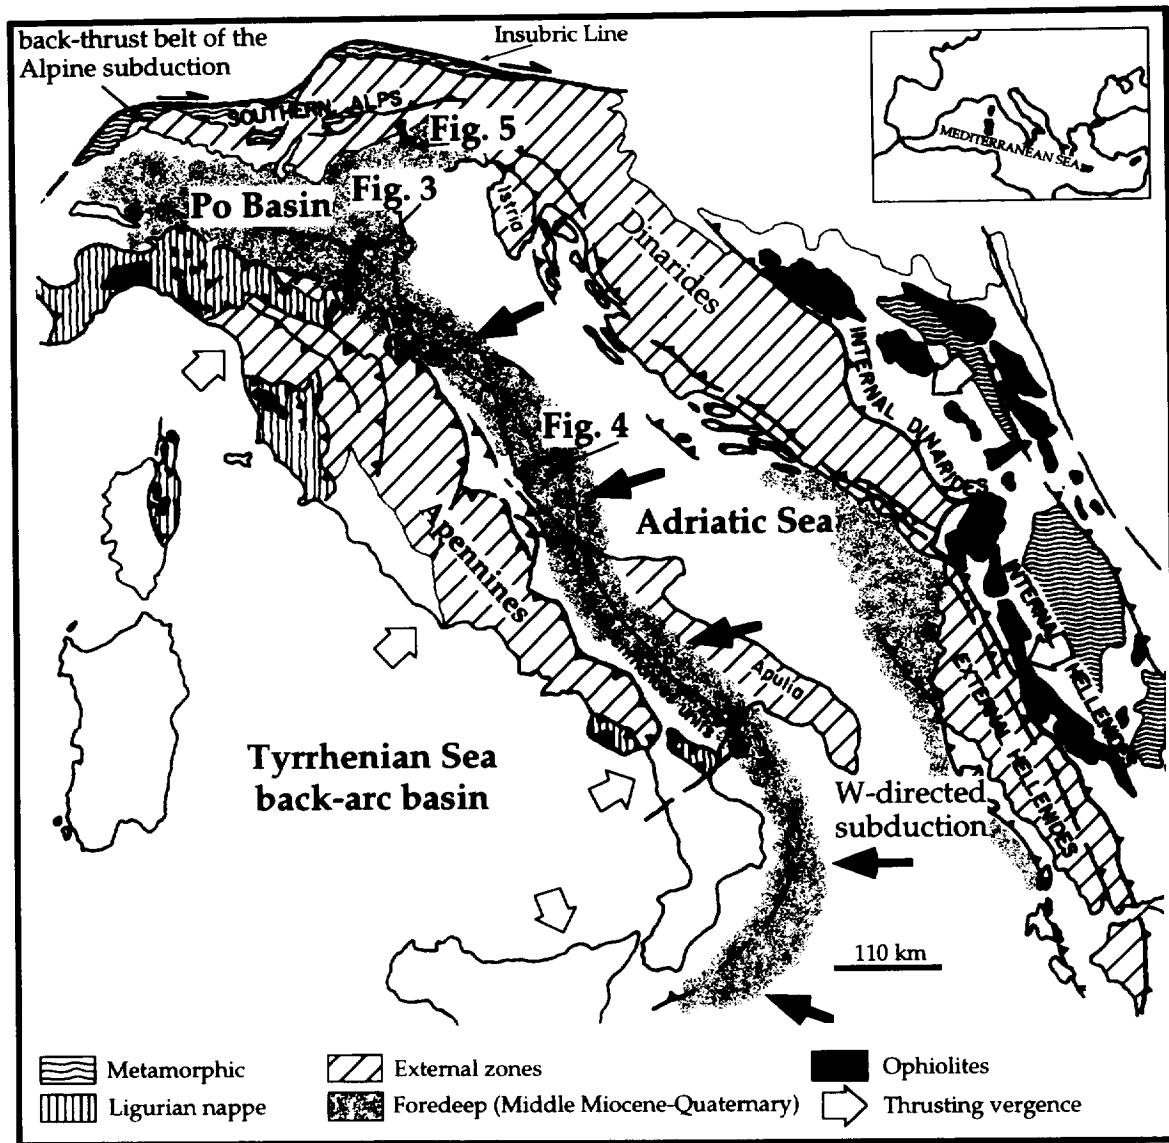 back-thrust belt of the
Alpine subduction
Insubric Line
SOUTHERN ALPS
Fig. 5
MEDITERRANEAN SEA
Po Basin
Fig. 3
Istria
Dinarides
INTERNAL DINARIDES
Fig. 4
Adriatic Sea
Apennines
INTERNAL HELLENIDES
Apulia
EXTERNAL HELLENIDES
Tyrrhenian Sea
back-arc basin
W-directed
subduction
110 km
Metamorphic
External zones
Ophiolites
Ligurian nappe
Foredeep (Middle Miocene-Quaternary)
Thrusting vergence